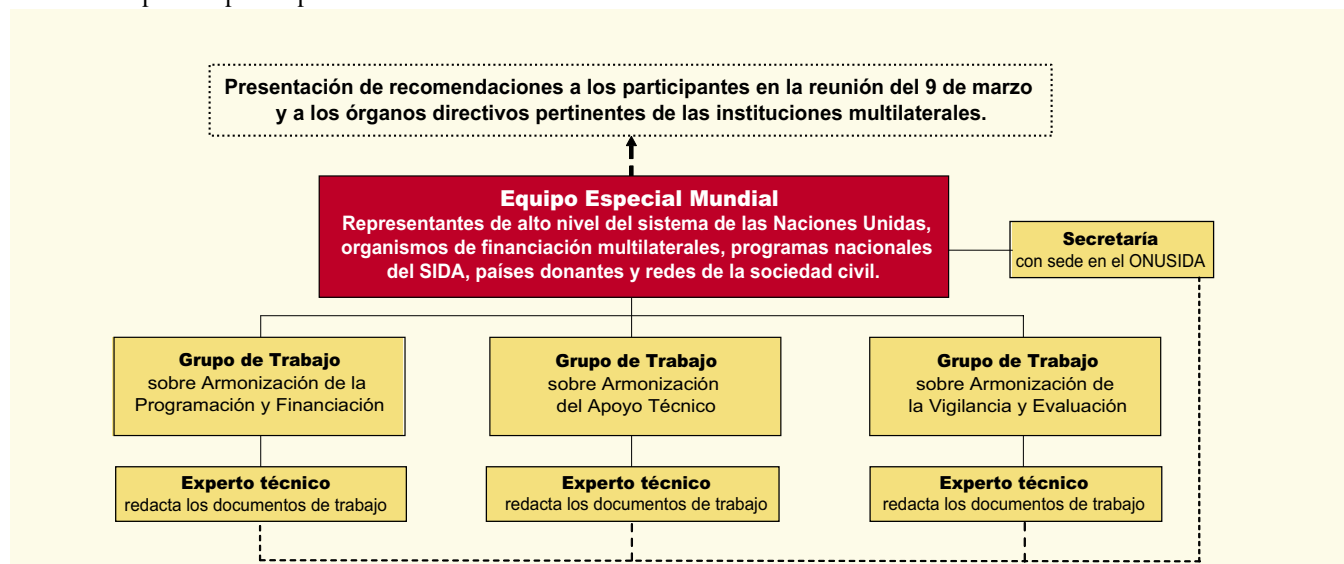 Presentación de recomendaciones a los participantes en la reunión del 9 de marzo
y a los órganos directivos pertinentes de las instituciones multilaterales.
Equipo Especial Mundial
Representantes de alto nivel del sistema de las Naciones Unidas,
organismos de financiación multilaterales, programas nacionales
del SIDA, países donantes y redes de la sociedad civil.
Secretaría
con sede en el ONUSIDA
Grupo de Trabajo
sobre Armonización de la
Programación y Financiación
Grupo de Trabajo
sobre Armonización
del Apoyo Técnico
Grupo de Trabajo
sobre Armonización de
la Vigilancia y Evaluación
Experto técnico
redacta los documentos de trabajo
Experto técnico
redacta los documentos de trabajo
Experto técnico
redacta los documentos de trabajo